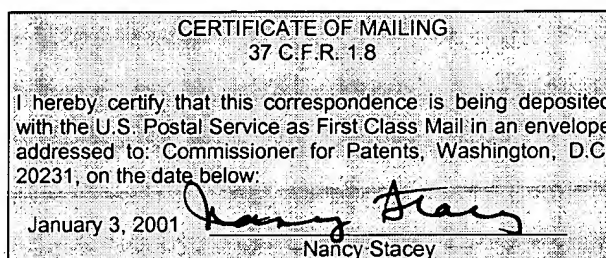 CERTIFICATE OF MAILING
37 C.F.R. 1.8
I hereby certify that this correspondence is being deposited
with the U.S. Postal Service as First Class Mail in an envelope
addressed to: Commissioner for Patents, Washington, D.C.
20231, on the date below:
January 3, 2001 Nancy Stacey
Nancy Stacey